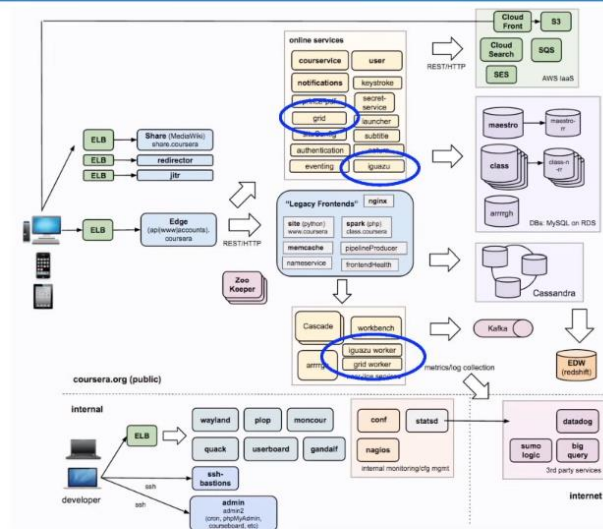 online services
courservice
user
notifications
keystroke
secret-
service
grid
launcher
subtitle
authentication
eventing
iguazu
REST/HTTP
Cloud
Front
S3
Cloud
Search
SQS
SES
AWS IaaS
ELB
Share (MediaWiki)
share.coursera
ELB
redirector
ELB
jitr
ELB
Edge
(api|www|accounts).
coursera
REST/HTTP
"Legacy Frontends"
nginx
site (python)
www.coursera
spark (php)
class.coursera
memcache
pipelineProducer
nameservice
frontendHealth
maestro
maestro-
rr
class
class-n
-rr
arrrrgh
DBs: MySQL on RDS
Cassandra
Zoo
Keeper
Cascade
workbench
iguazu worker
arrrrgh
grid worker
Kafka
EDW
(redshift)
metrics/log collection
coursera.org (public)
internal
ELB
wayland
plop
moncour
quack
userboard
gandalf
developer
ssh
ssh-
bastions
ssh
admin
admin2
(cron, phpMyAdmin,
courseboard, etc)
conf
statsd
nagios
internal monitoring/cfg mgmt
datadog
sumo
logic
big
query
3rd party services
internet